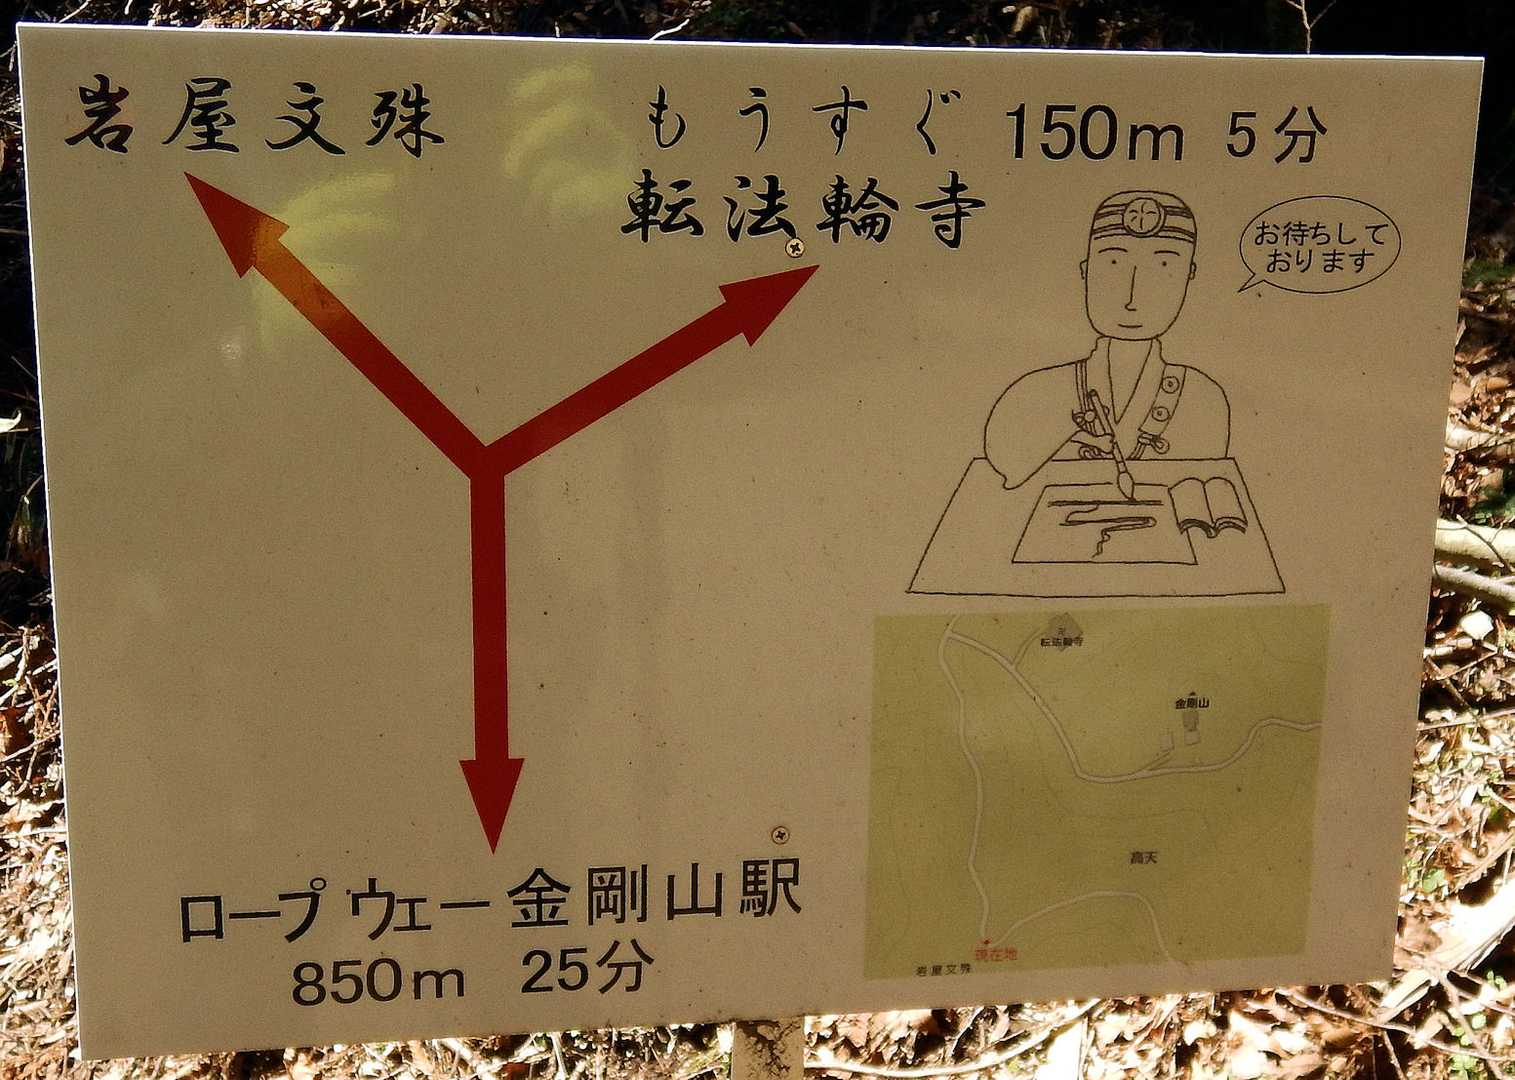 岩屋文殊
もうすぐ 150m 5分
転法輪寺
お待ちして
おります
ロープウェー金剛山駅
850m 25分
転法輪寺
金剛山
高天
現在地
岩屋文殊